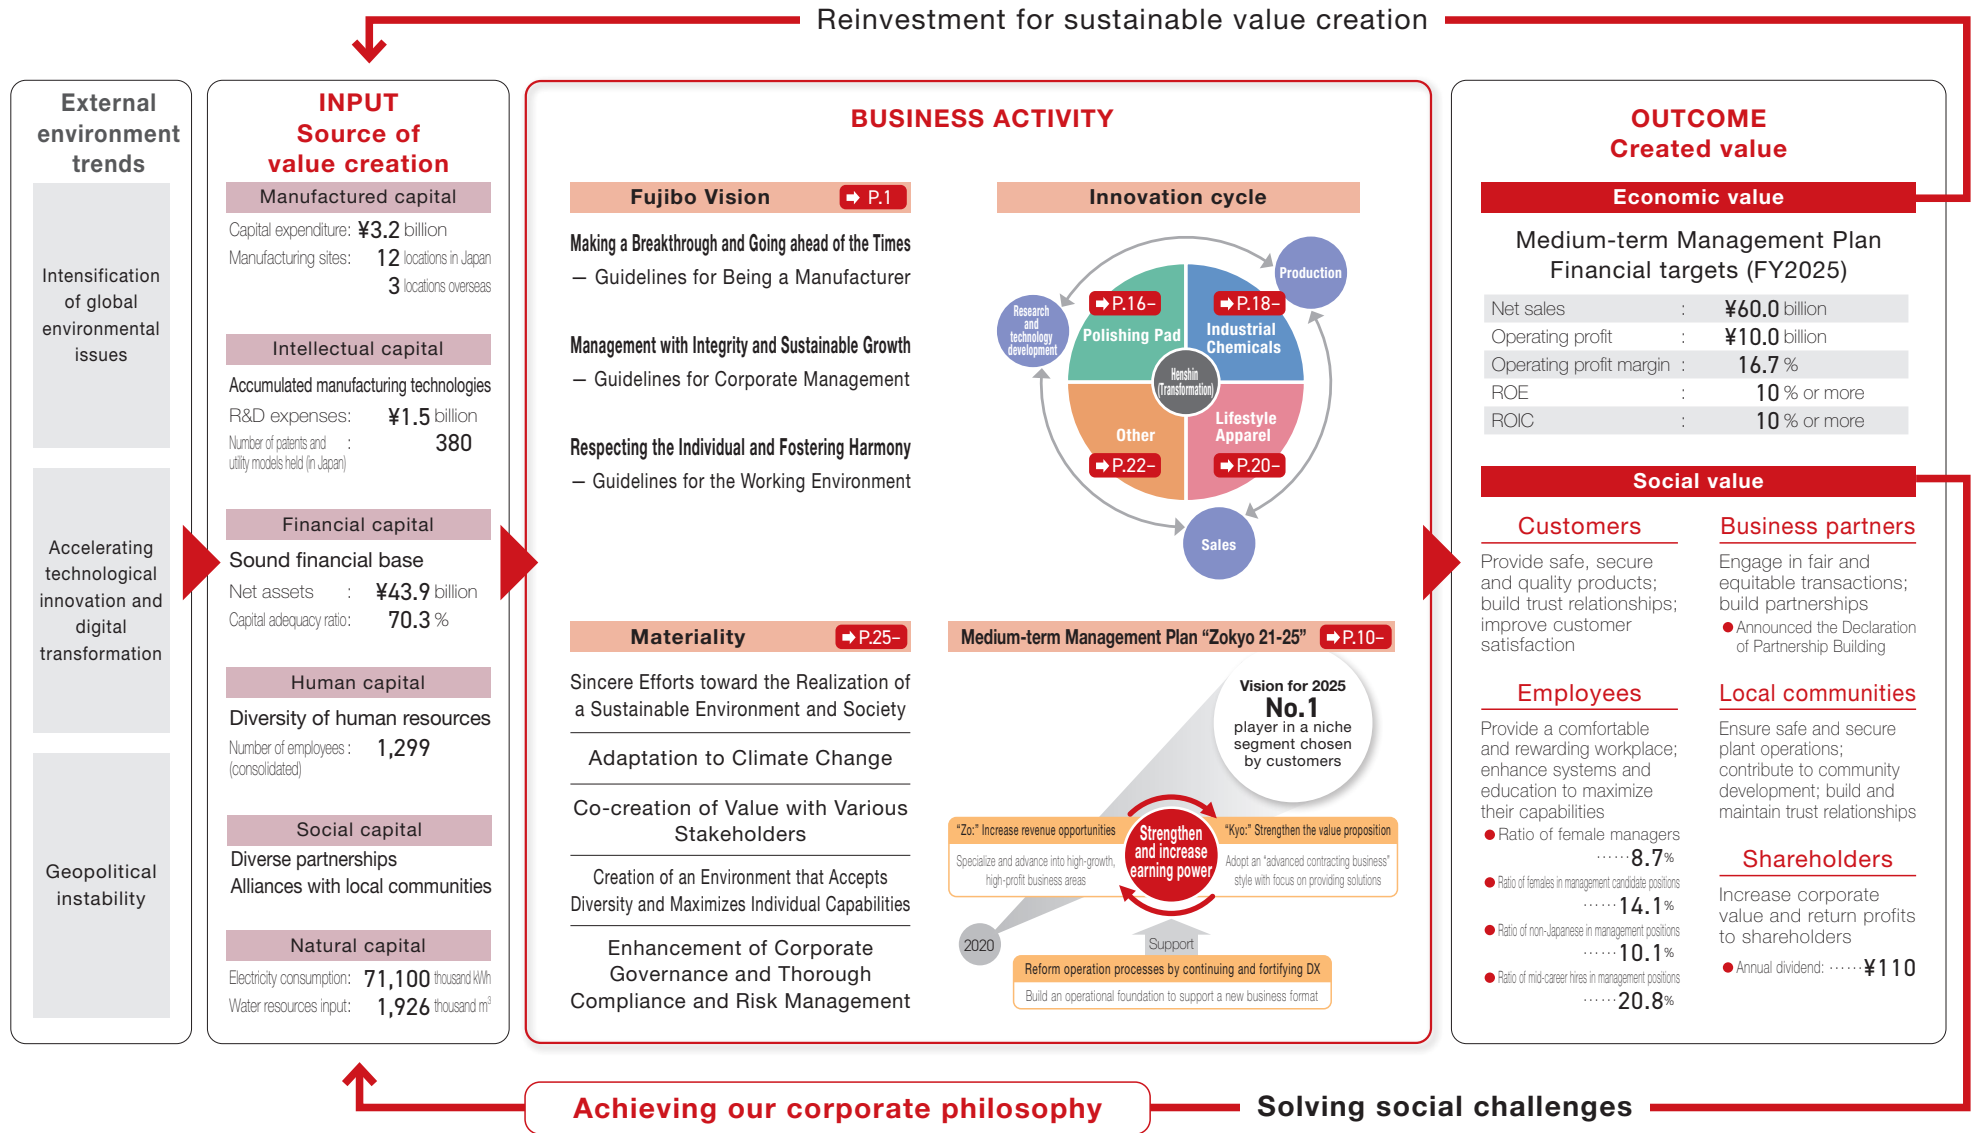 Reinvestment for sustainable value creation
External
environment
trends
Intensification
of global
environmental
issues
Accelerating
technological
innovation and
digital
transformation
Geopolitical
instability
INPUT
Source of
value creation
Manufactured capital
Capital expenditure: ¥3.2 billion
Manufacturing sites: 12 locations in Japan
3 locations overseas
Intellectual capital
Accumulated manufacturing technologies
R&D expenses: ¥1.5 billion
Number of patents and : 380
utility models held (in Japan)
Financial capital
Sound financial base
Net assets : ¥43.9 billion
Capital adequacy ratio: 70.3 %
Human capital
Diversity of human resources
Number of employees : 1,299
(consolidated)
Social capital
Diverse partnerships
Alliances with local communities
Natural capital
Electricity consumption: 71,100 thousand kWh
Water resources input: 1,926 thousand m³
BUSINESS ACTIVITY
Fujibo Vision ➡ P.1
Making a Breakthrough and Going ahead of the Times
— Guidelines for Being a Manufacturer
Management with Integrity and Sustainable Growth
— Guidelines for Corporate Management
Respecting the Individual and Fostering Harmony
— Guidelines for the Working Environment
Innovation cycle
Production
Research
and
technology
development
➡P.16–
Polishing Pad
➡P.18–
Industrial
Chemicals
Henshin
(Transformation)
Other
➡P.22–
Lifestyle
Apparel
➡P.20–
Sales
Materiality ➡P.25–
Sincere Efforts toward the Realization of
a Sustainable Environment and Society
Adaptation to Climate Change
Co-creation of Value with Various
Stakeholders
Creation of an Environment that Accepts
Diversity and Maximizes Individual Capabilities
Enhancement of Corporate
Governance and Thorough
Compliance and Risk Management
Medium-term Management Plan “Zokyo 21-25” ➡P.10–
Vision for 2025
No.1
player in a niche
segment chosen
by customers
“Zo:” Increase revenue opportunities
Specialize and advance into high-growth,
high-profit business areas
Strengthen
and increase
earning power
“Kyo:” Strengthen the value proposition
Adopt an “advanced contracting business”
style with focus on providing solutions
2020
Support
Reform operation processes by continuing and fortifying DX
Build an operational foundation to support a new business format
OUTCOME
Created value
Economic value
Medium-term Management Plan
Financial targets (FY2025)
Net sales : ¥60.0 billion
Operating profit : ¥10.0 billion
Operating profit margin : 16.7 %
ROE : 10 % or more
ROIC : 10 % or more
Social value
Customers
Provide safe, secure
and quality products;
build trust relationships;
improve customer
satisfaction
Business partners
Engage in fair and
equitable transactions;
build partnerships
● Announced the Declaration
of Partnership Building
Employees
Provide a comfortable
and rewarding workplace;
enhance systems and
education to maximize
their capabilities
● Ratio of female managers
······8.7%
● Ratio of females in management candidate positions
······14.1%
● Ratio of non-Japanese in management positions
······10.1%
● Ratio of mid-career hires in management positions
······20.8%
Local communities
Ensure safe and secure
plant operations;
contribute to community
development; build and
maintain trust relationships
Shareholders
Increase corporate
value and return profits
to shareholders
● Annual dividend: ······¥110
Achieving our corporate philosophy
Solving social challenges